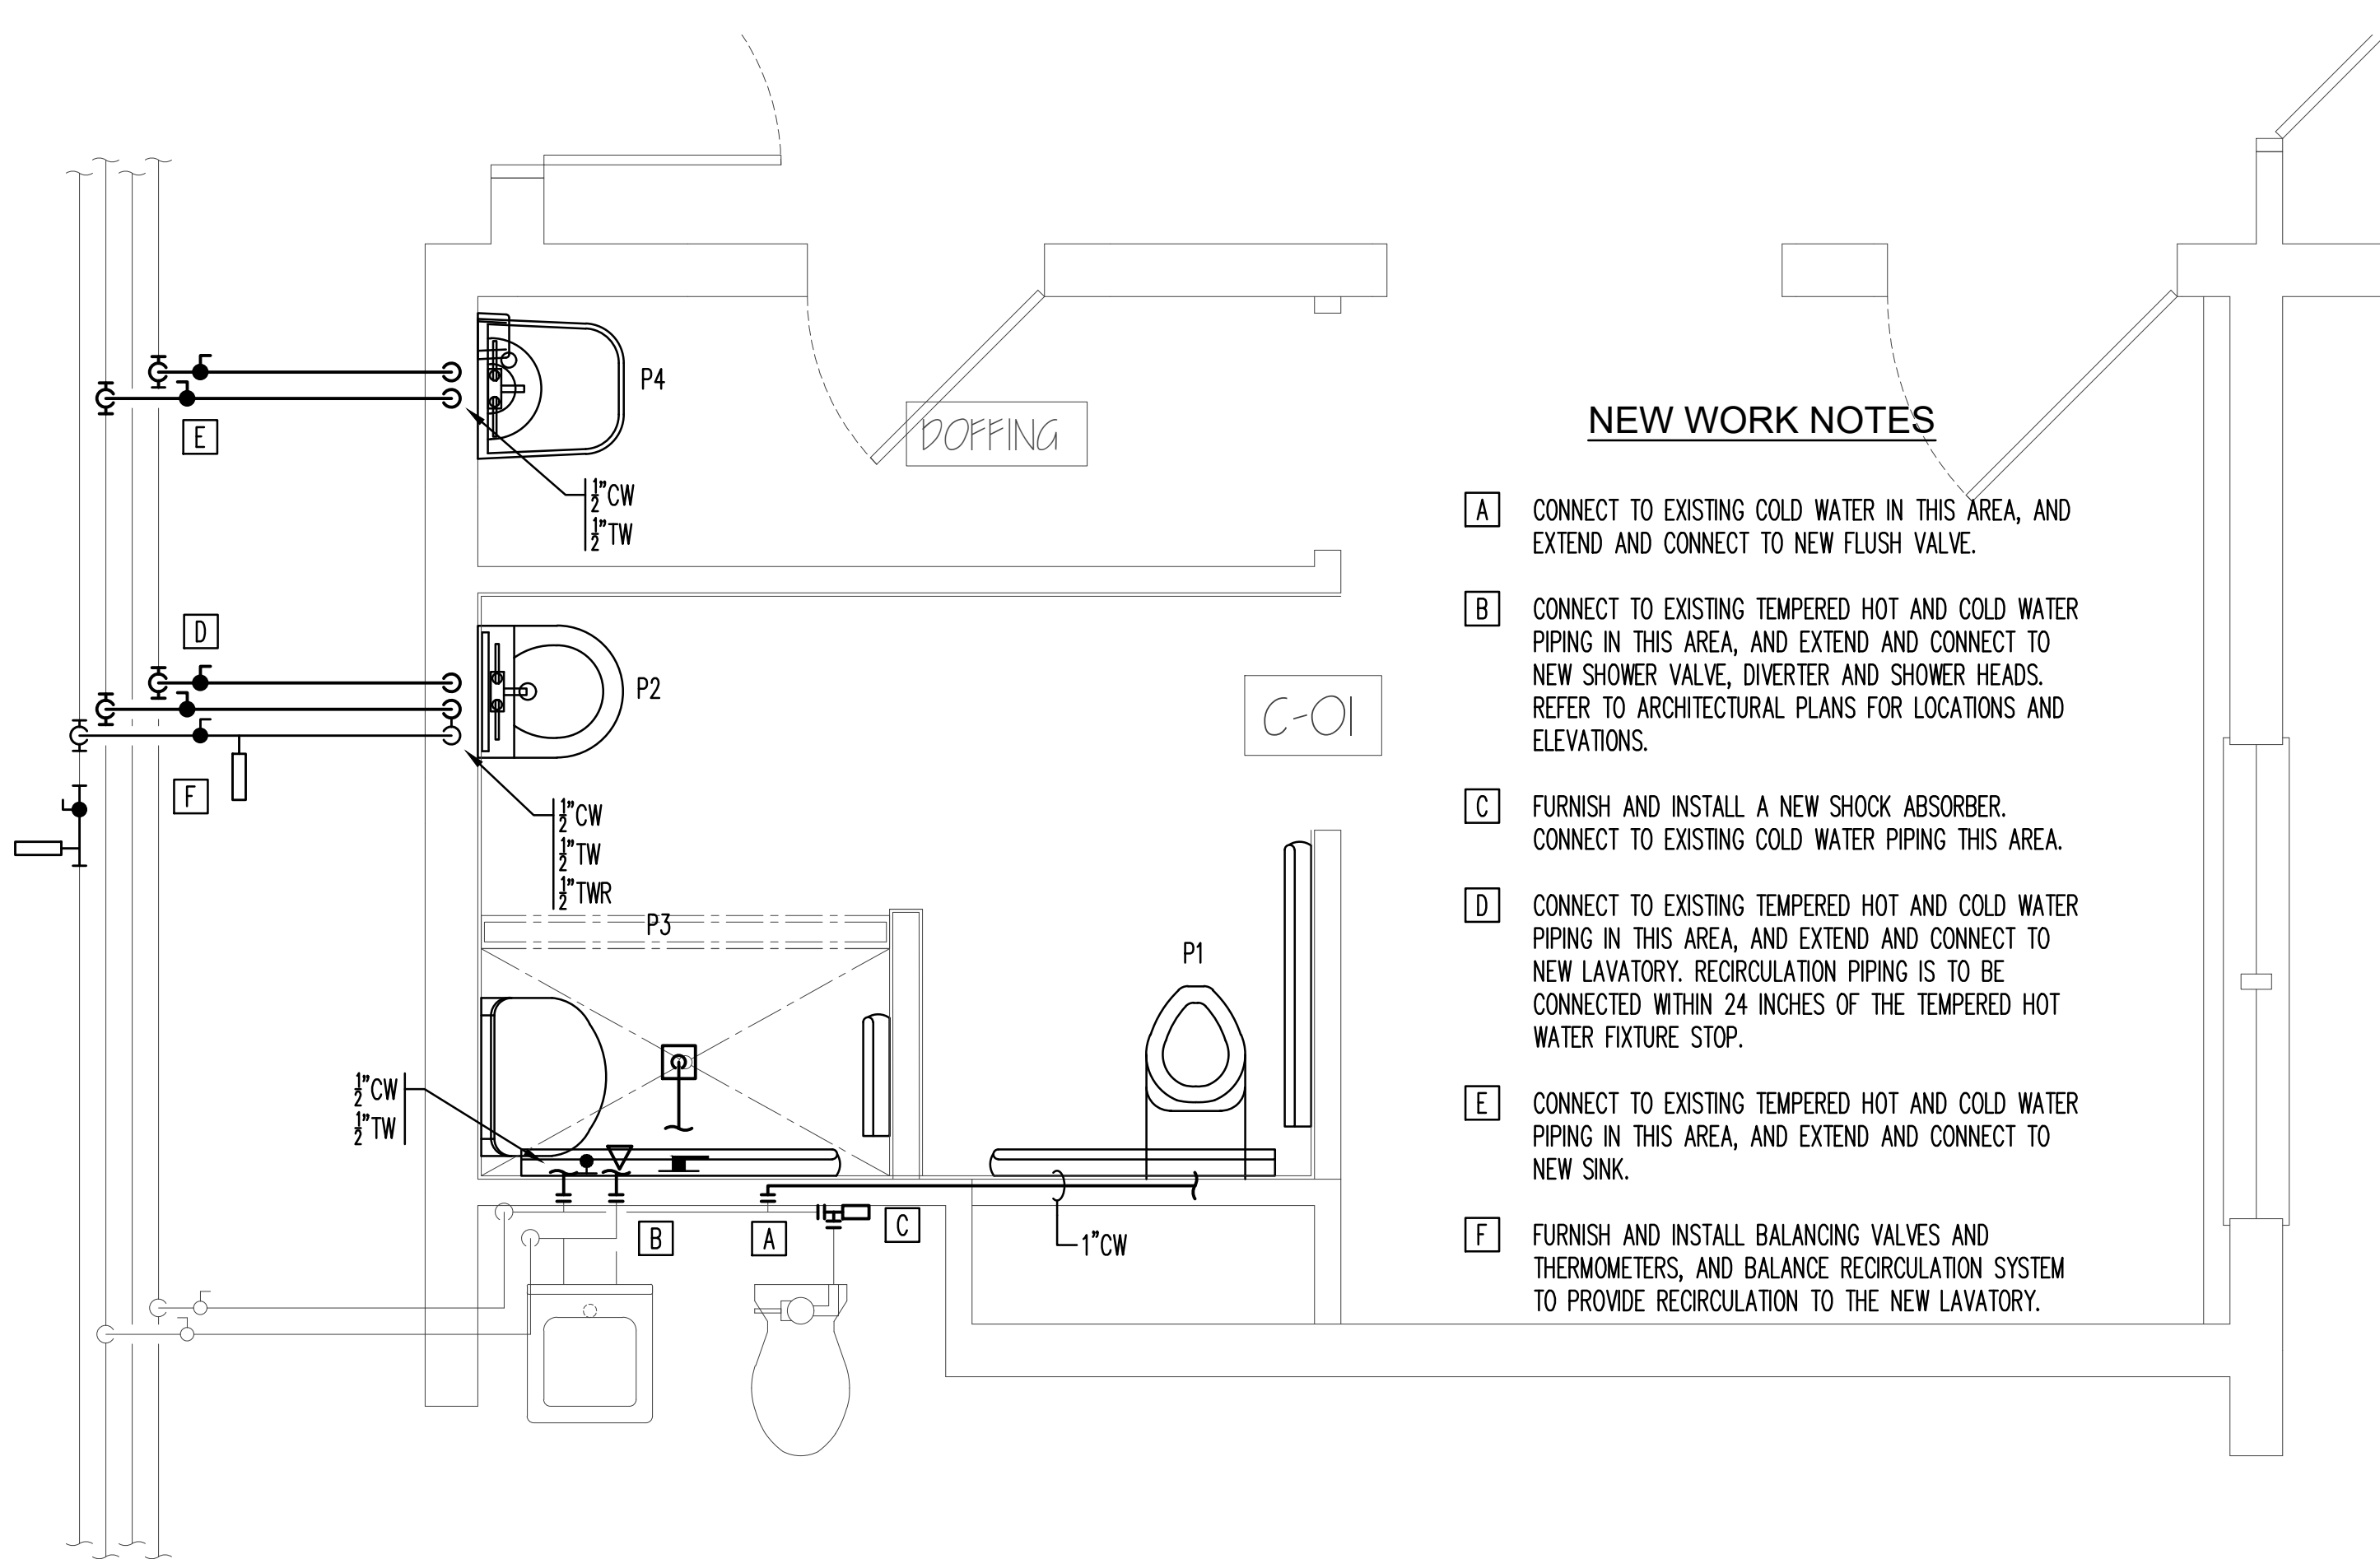 P4
E
DOFFING
½"CW
½"TW
D
P2
C-01
F
½"CW
½"TW
½"TWR
P3
P1
½"CW
½"TW
B
A
C
1"CW
NEW WORK NOTES
A CONNECT TO EXISTING COLD WATER IN THIS AREA, AND
EXTEND AND CONNECT TO NEW FLUSH VALVE.
B CONNECT TO EXISTING TEMPERED HOT AND COLD WATER
PIPING IN THIS AREA, AND EXTEND AND CONNECT TO
NEW SHOWER VALVE, DIVERTER AND SHOWER HEADS.
REFER TO ARCHITECTURAL PLANS FOR LOCATIONS AND
ELEVATIONS.
C FURNISH AND INSTALL A NEW SHOCK ABSORBER.
CONNECT TO EXISTING COLD WATER PIPING THIS AREA.
D CONNECT TO EXISTING TEMPERED HOT AND COLD WATER
PIPING IN THIS AREA, AND EXTEND AND CONNECT TO
NEW LAVATORY. RECIRCULATION PIPING IS TO BE
CONNECTED WITHIN 24 INCHES OF THE TEMPERED HOT
WATER FIXTURE STOP.
E CONNECT TO EXISTING TEMPERED HOT AND COLD WATER
PIPING IN THIS AREA, AND EXTEND AND CONNECT TO
NEW SINK.
F FURNISH AND INSTALL BALANCING VALVES AND
THERMOMETERS, AND BALANCE RECIRCULATION SYSTEM
TO PROVIDE RECIRCULATION TO THE NEW LAVATORY.